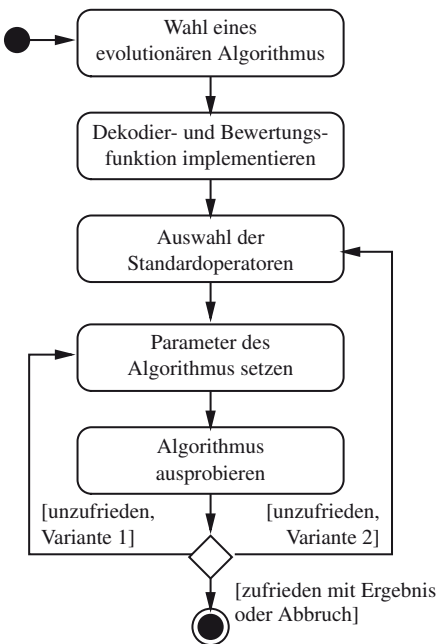 Wahl eines
evolutionären Algorithmus
Dekodier- und Bewertungs-
funktion implementieren
Auswahl der
Standardoperatoren
Parameter des
Algorithmus setzen
Algorithmus
ausprobieren
[unzufrieden,
Variante 1]
[unzufrieden,
Variante 2]
[zufrieden mit Ergebnis
oder Abbruch]